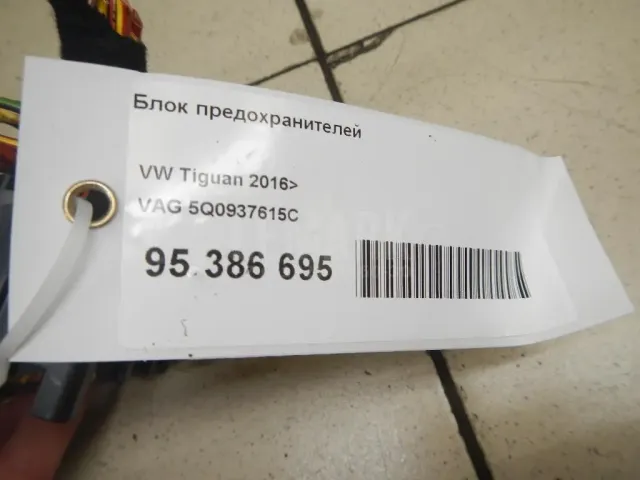 Блок предохранителей
VW Tiguan 2016>
VAG 5Q0937615C
95 386 695